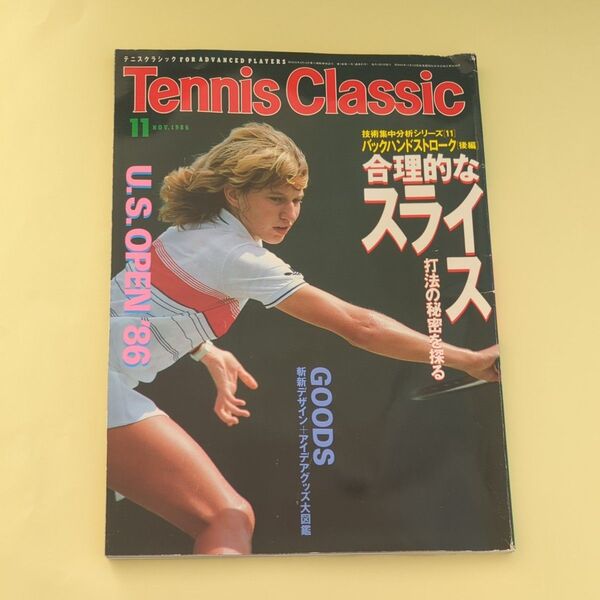 テニスクラシック FOR ADVANCED PLAYERS
Tennis Classic
11 NOV.1986
技術集中分析シリーズ[11]
バックハンドストローク[後編]
合理的な
スライス
打法の秘密を探る
U.S.OPEN '86
GOODS
斬新デザイン+アイデアグッズ大図鑑